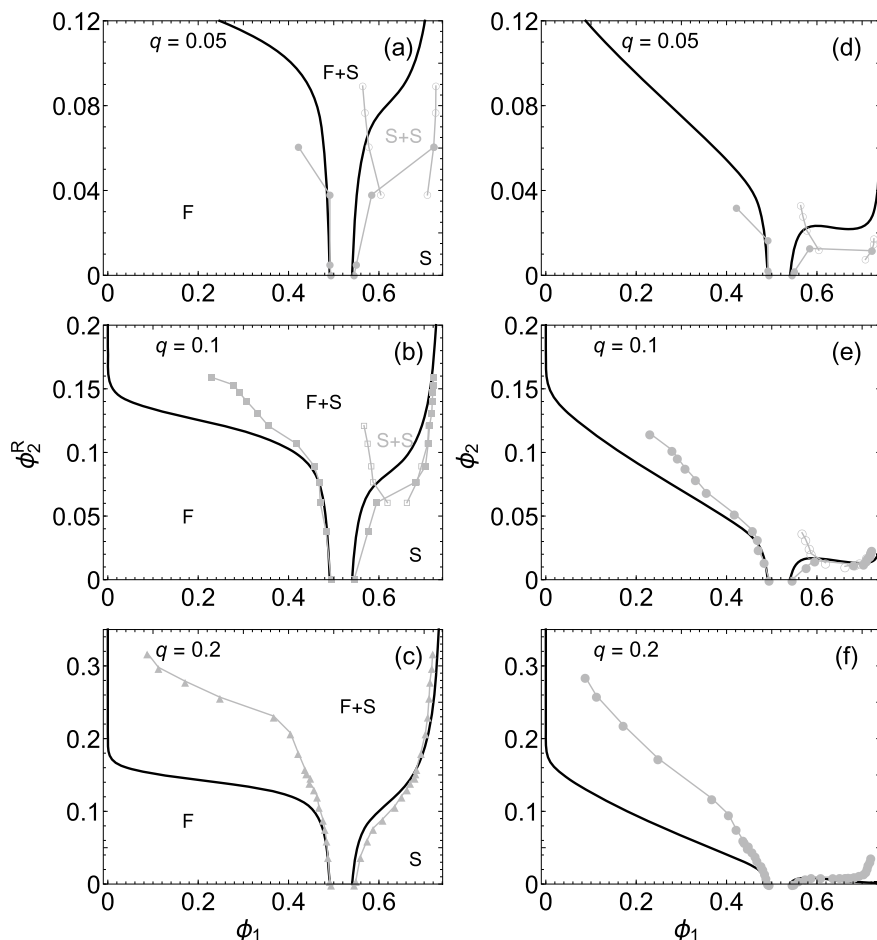 0.12
0.08
0.04
0
q = 0.05
(a)
F+S
S+S
F
S
0 0.2 0.4 0.6
0.12
0.08
0.04
0
q = 0.05
(d)
0 0.2 0.4 0.6
ϕ₂ᴿ
0.2
0.15
0.1
0.05
0
q = 0.1
(b)
F+S
S+S
F
S
0 0.2 0.4 0.6
ϕ₂
0.2
0.15
0.1
0.05
0
q = 0.1
(e)
0 0.2 0.4 0.6
0.3
0.2
0.1
0
q = 0.2
(c)
F+S
F
S
0 0.2 0.4 0.6
ϕ₁
0.3
0.2
0.1
0
q = 0.2
(f)
0 0.2 0.4 0.6
ϕ₁